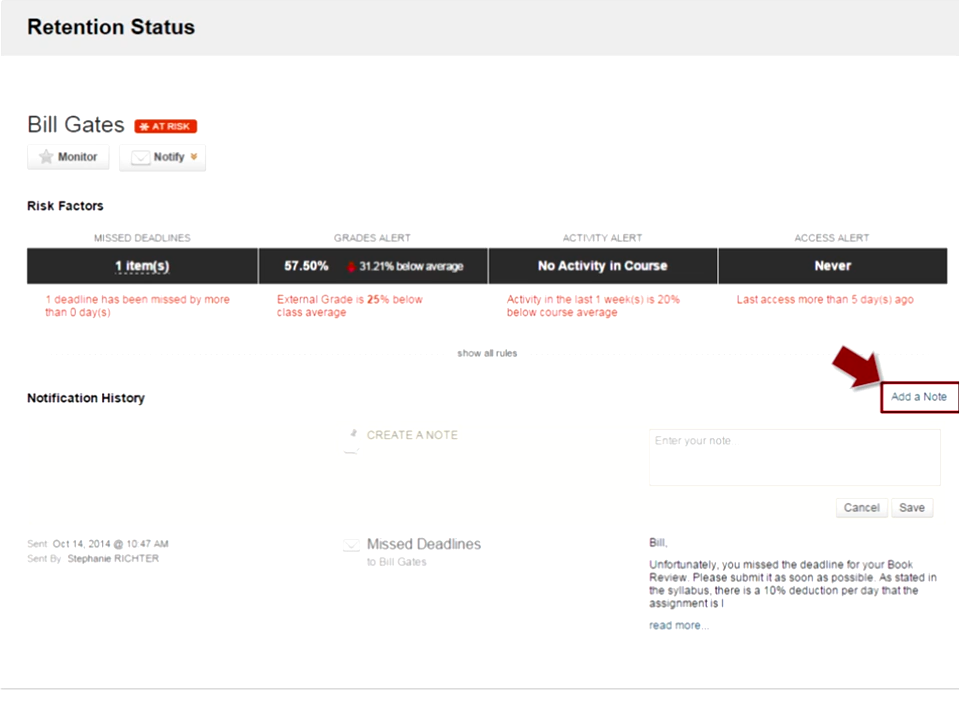 Retention Status
Bill Gates AT RISK
Monitor Notify
Risk Factors
MISSED DEADLINES GRADES ALERT ACTIVITY ALERT ACCESS ALERT
1 item(s) 57.50% 31.21% below average No Activity in Course Never
1 deadline has been missed by more External Grade is 25% below Activity in the last 1 week(s) is 20% Last access more than 5 day(s) ago
than 0 day(s) class average below course average
show all rules
Notification History Add a Note
CREATE A NOTE Enter your note
Cancel Save
Sent Oct 14, 2014 @ 10:47 AM Missed Deadlines Bill,
Sent By Stephanie RICHTER to Bill Gates
Unfortunately, you missed the deadline for your Book
Review. Please submit it as soon as possible. As stated in
the syllabus, there is a 10% deduction per day that the
assignment is l
read more...